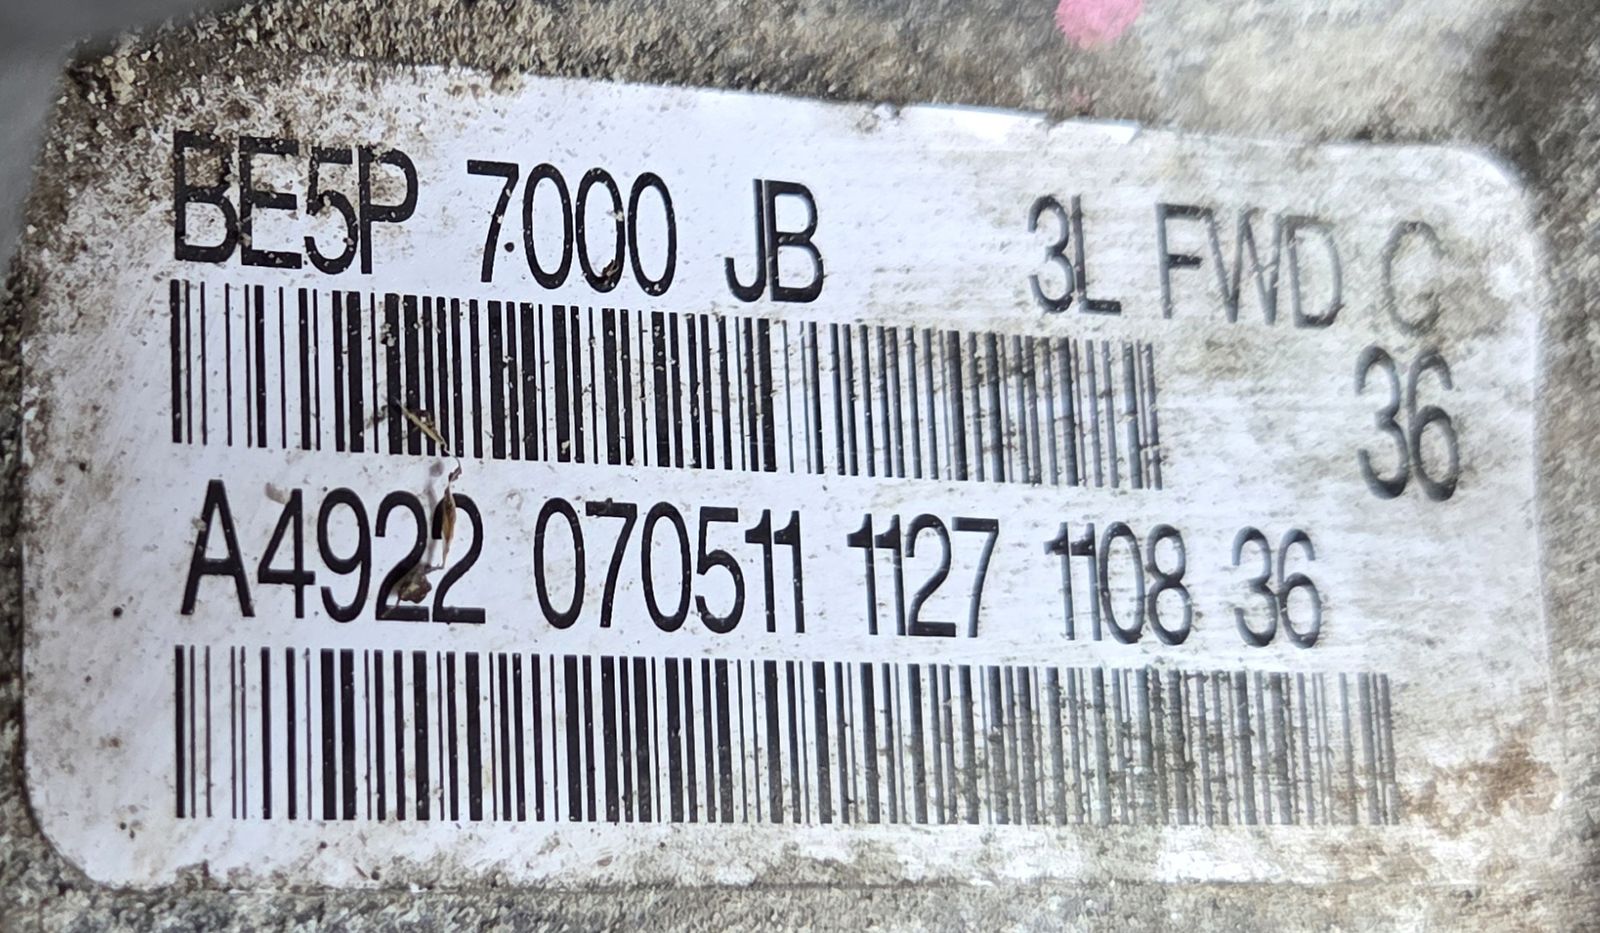 BE5P 7000 JB 3L FWD C
36
A4922 070511 1127 1108 36